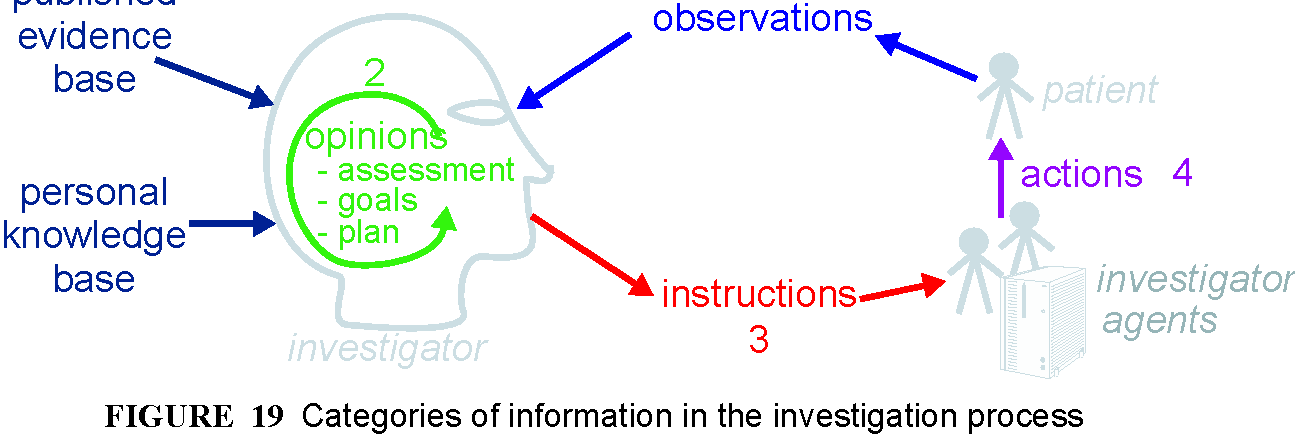 published
evidence
base
2
opinions
- assessment
- goals
- plan
personal
knowledge
base
investigator
observations
patient
actions 4
instructions
3
investigator
agents
FIGURE 19 Categories of information in the investigation process